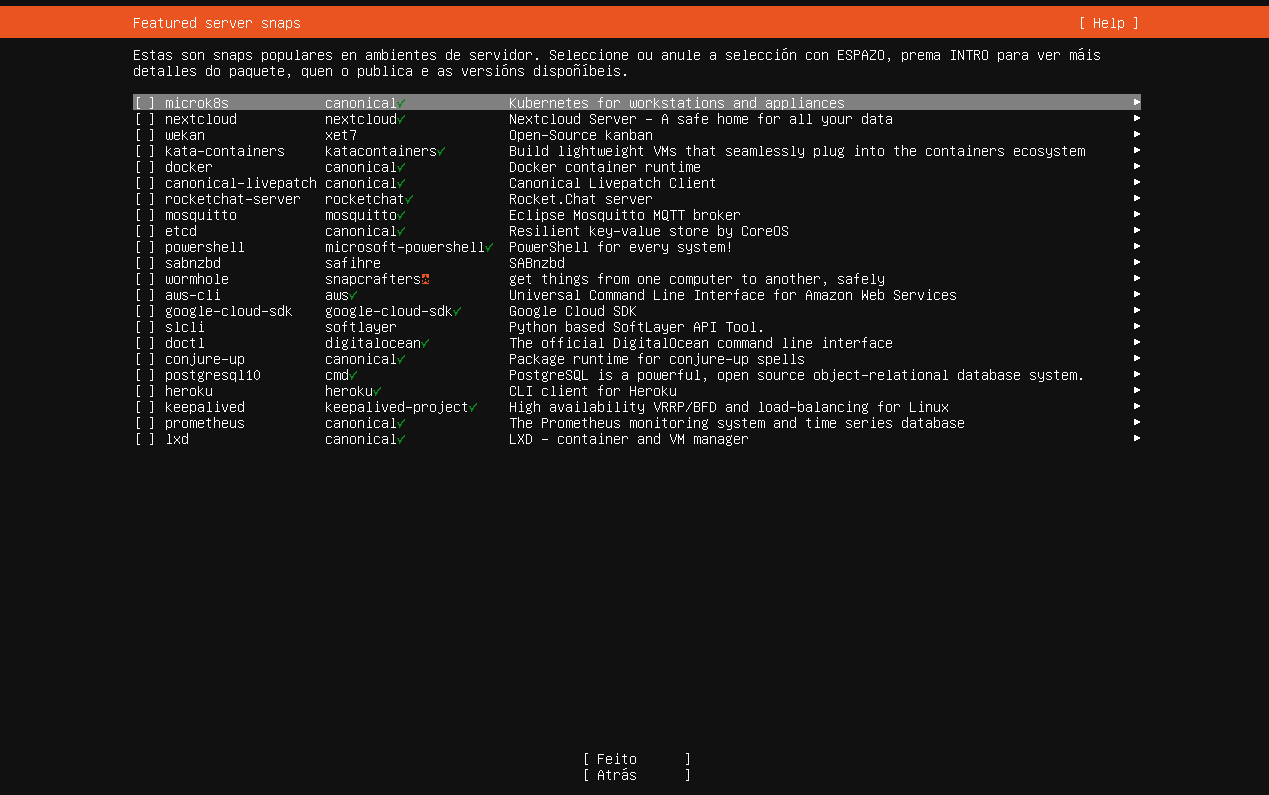 Featured server snaps [ Help ]
Estas son snaps populares en ambientes de servidor. Seleccione ou anule a selección con ESPAZO, prema INTRO para ver máis
detalles do paquete, quen o publica e as versións dispoñíbeis.
[ ] microk8s canonical✓ Kubernetes for workstations and appliances ▸
[ ] nextcloud nextcloud✓ Nextcloud Server - A safe home for all your data ▸
[ ] wekan xet7 Open-Source kanban ▸
[ ] kata-containers katacontainers✓ Build lightweight VMs that seamlessly plug into the containers ecosystem ▸
[ ] docker canonical✓ Docker container runtime ▸
[ ] canonical-livepatch canonical✓ Canonical Livepatch Client ▸
[ ] rocketchat-server rocketchat✓ Rocket.Chat server ▸
[ ] mosquitto mosquitto✓ Eclipse Mosquitto MQTT broker ▸
[ ] etcd canonical✓ Resilient key-value store by CoreOS ▸
[ ] powershell microsoft-powershell✓ PowerShell for every system! ▸
[ ] sabnzbd safihre SABnzbd ▸
[ ] wormhole snapcrafters✪ get things from one computer to another, safely ▸
[ ] aws-cli aws✓ Universal Command Line Interface for Amazon Web Services ▸
[ ] google-cloud-sdk google-cloud-sdk✓ Google Cloud SDK ▸
[ ] slcli softlayer Python based SoftLayer API Tool. ▸
[ ] doctl digitalocean✓ The official DigitalOcean command line interface ▸
[ ] conjure-up canonical✓ Package runtime for conjure-up spells ▸
[ ] postgresql10 cmd✓ PostgreSQL is a powerful, open source object-relational database system. ▸
[ ] heroku heroku✓ CLI client for Heroku ▸
[ ] keepalived keepalived-project✓ High availability VRRP/BFD and load-balancing for Linux ▸
[ ] prometheus canonical✓ The Prometheus monitoring system and time series database ▸
[ ] lxd canonical✓ LXD - container and VM manager ▸
[ Feito ]
[ Atrás ]